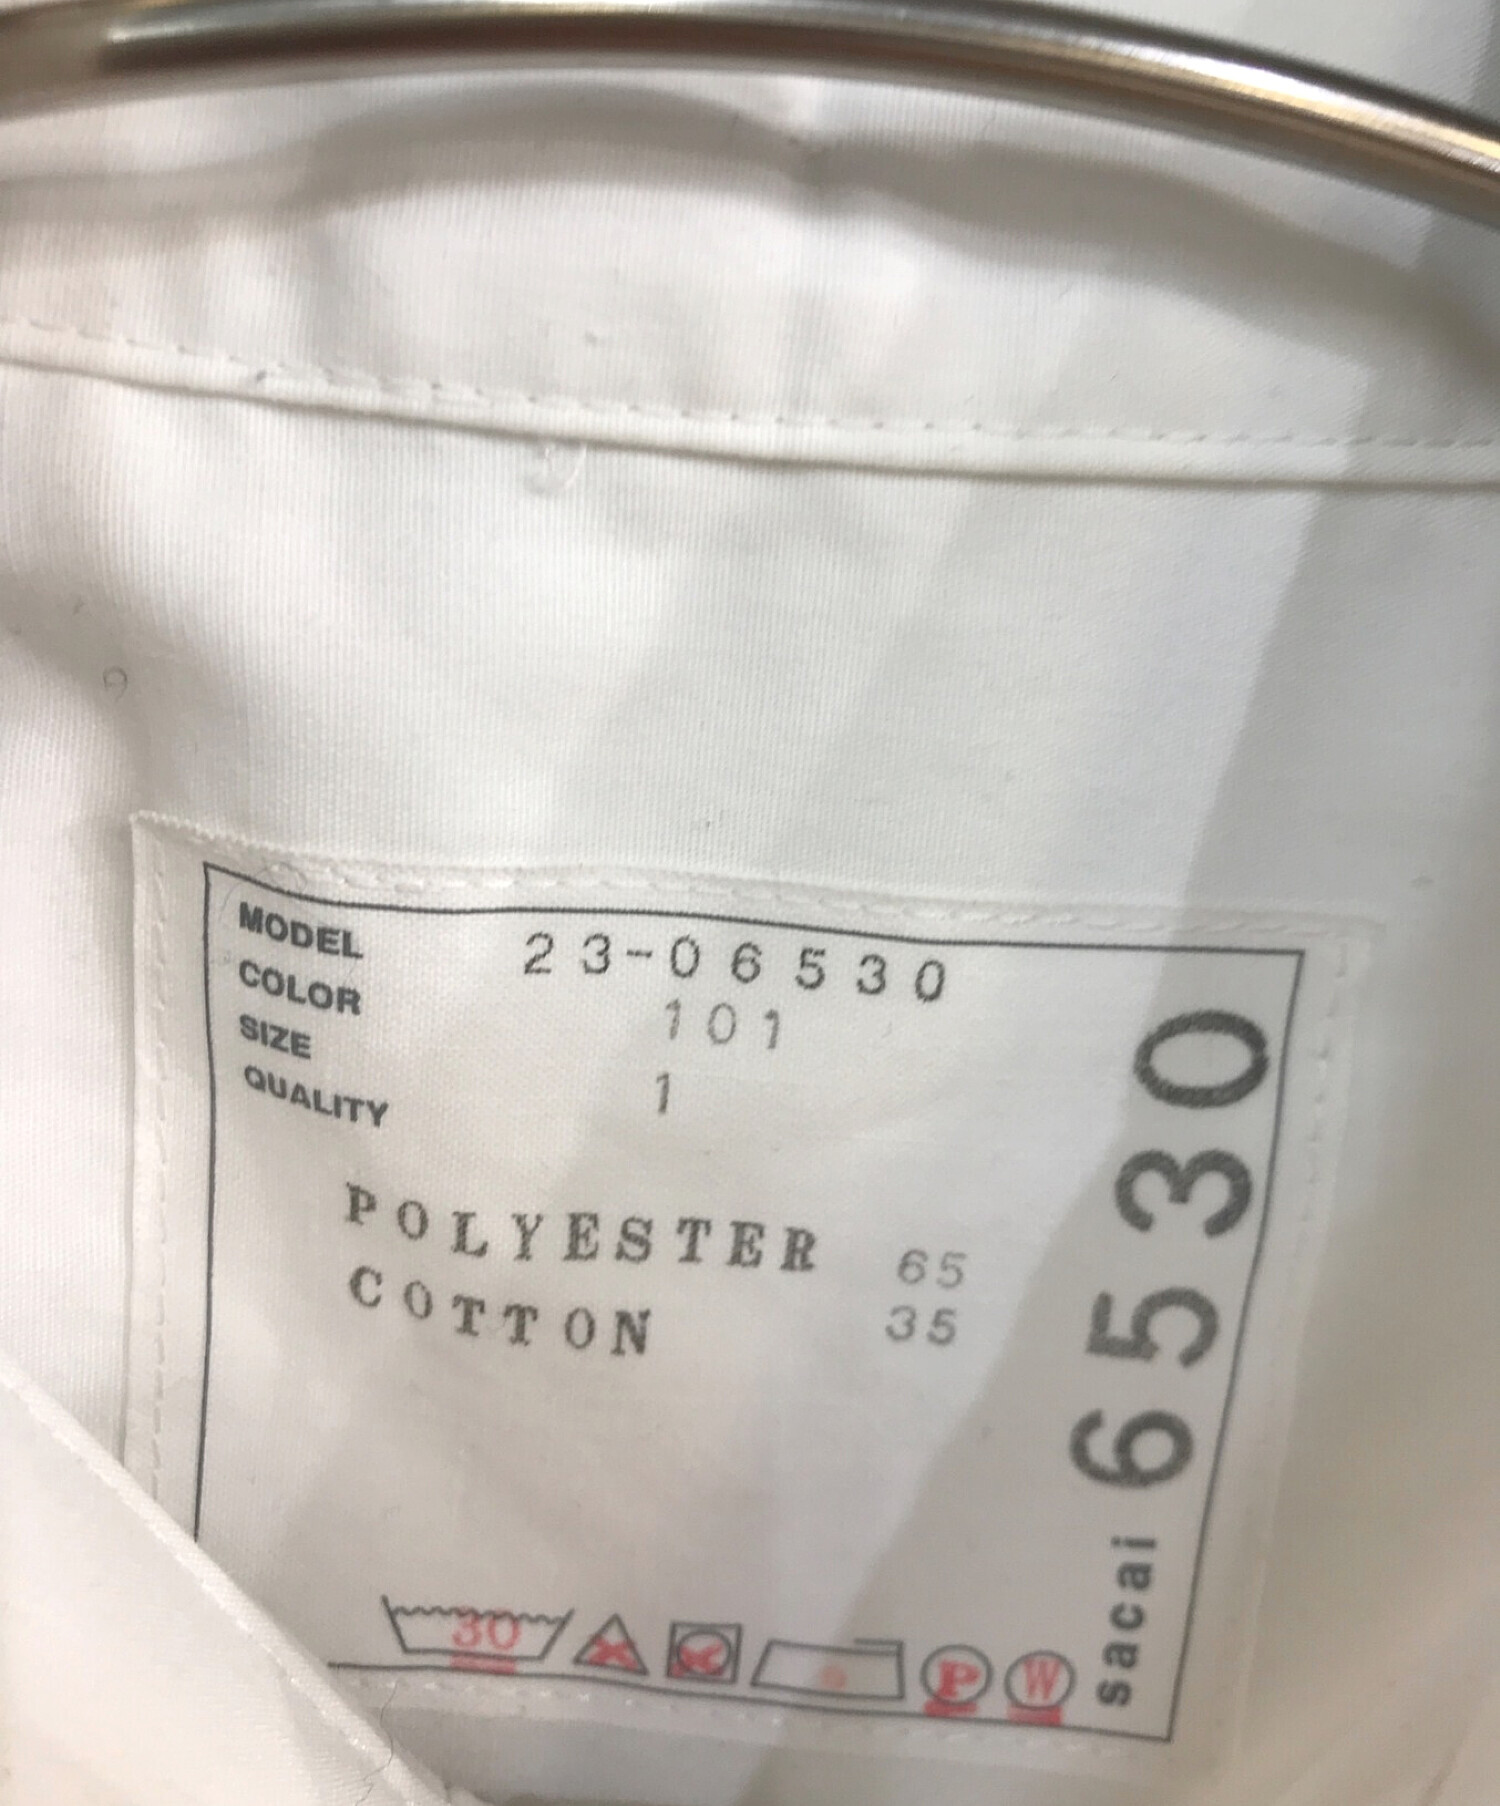 MODEL 23-06530
COLOR 101
SIZE 1
QUALITY
POLYESTER 65
COTTON 35
30
P
W
sacai 6530